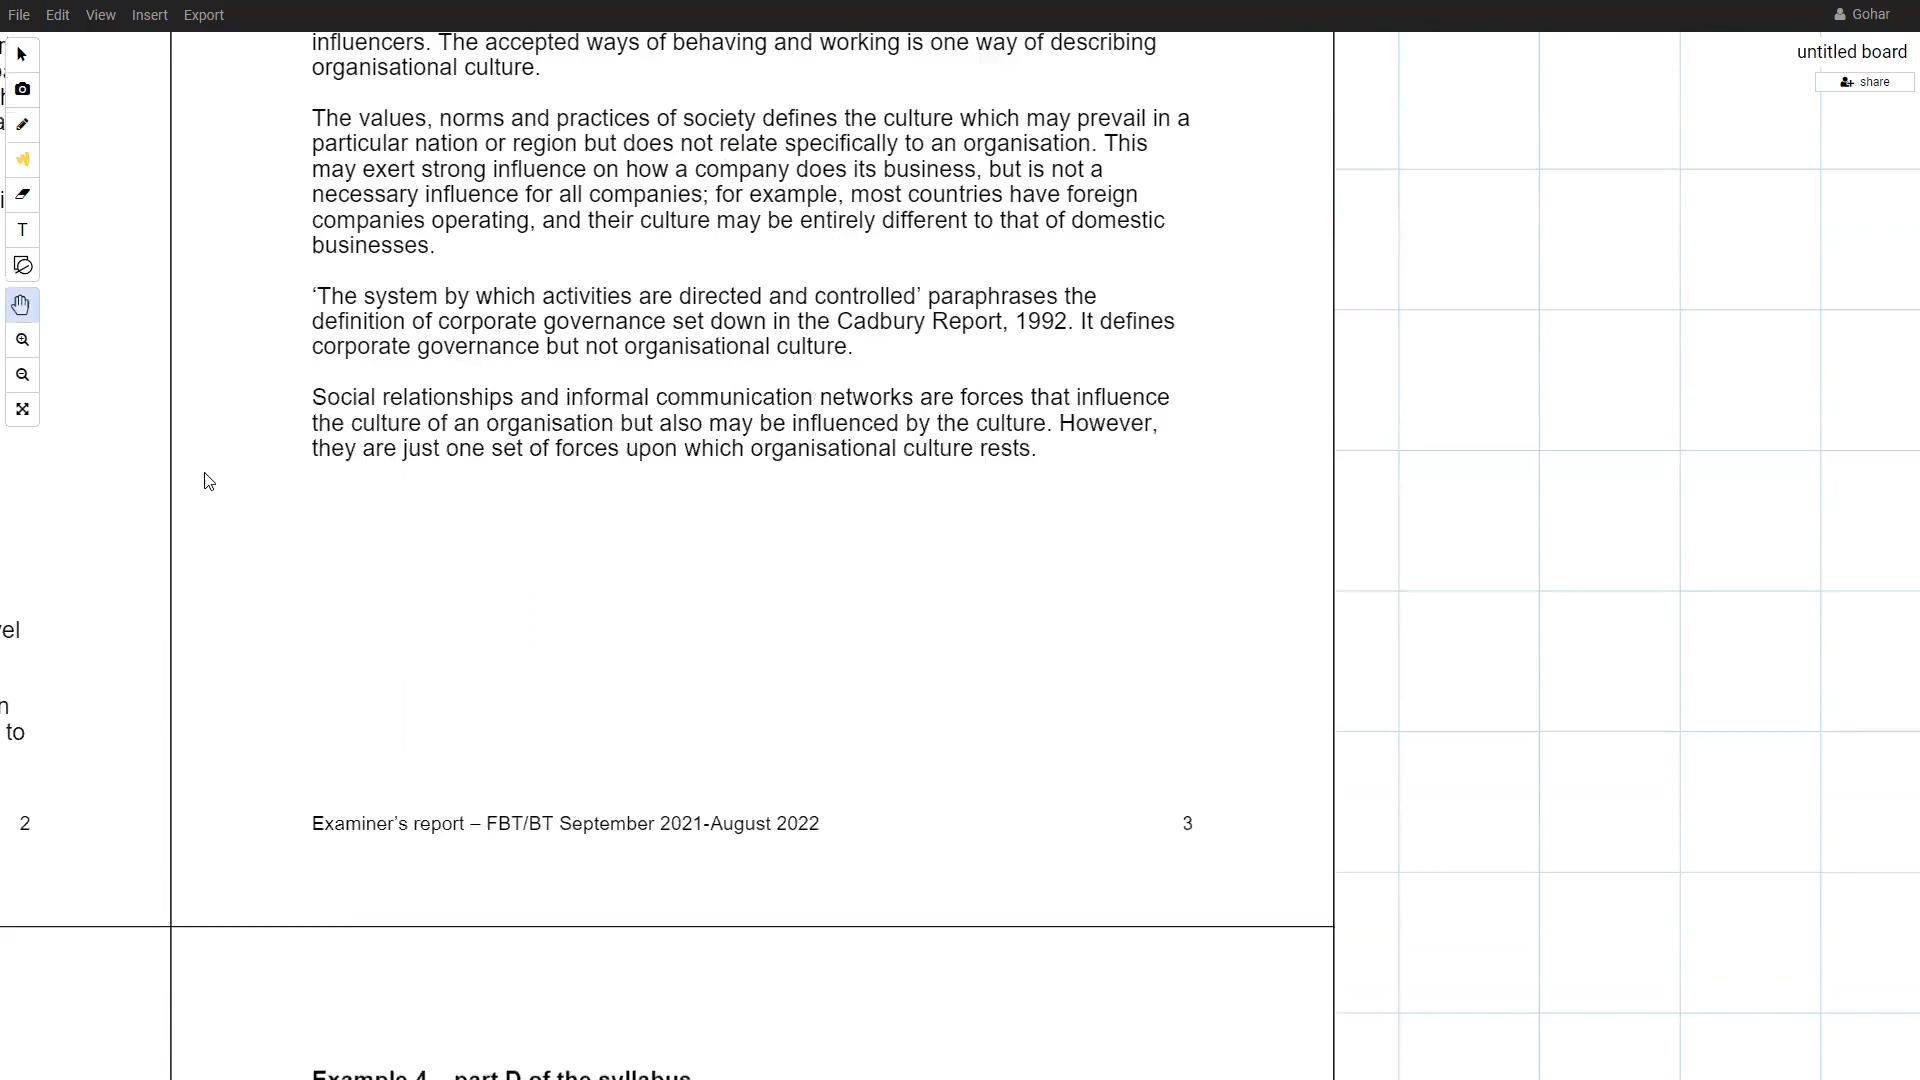 File Edit View Insert Export
Gohar
untitled board
share
T
influencers. The accepted ways of behaving and working is one way of describing
organisational culture.
The values, norms and practices of society defines the culture which may prevail in a
particular nation or region but does not relate specifically to an organisation. This
may exert strong influence on how a company does its business, but is not a
necessary influence for all companies; for example, most countries have foreign
companies operating, and their culture may be entirely different to that of domestic
businesses.
‘The system by which activities are directed and controlled’ paraphrases the
definition of corporate governance set down in the Cadbury Report, 1992. It defines
corporate governance but not organisational culture.
Social relationships and informal communication networks are forces that influence
the culture of an organisation but also may be influenced by the culture. However,
they are just one set of forces upon which organisational culture rests.
to
2
Examiner’s report – FBT/BT September 2021-August 2022 3
Example 4 – part D of the syllabus